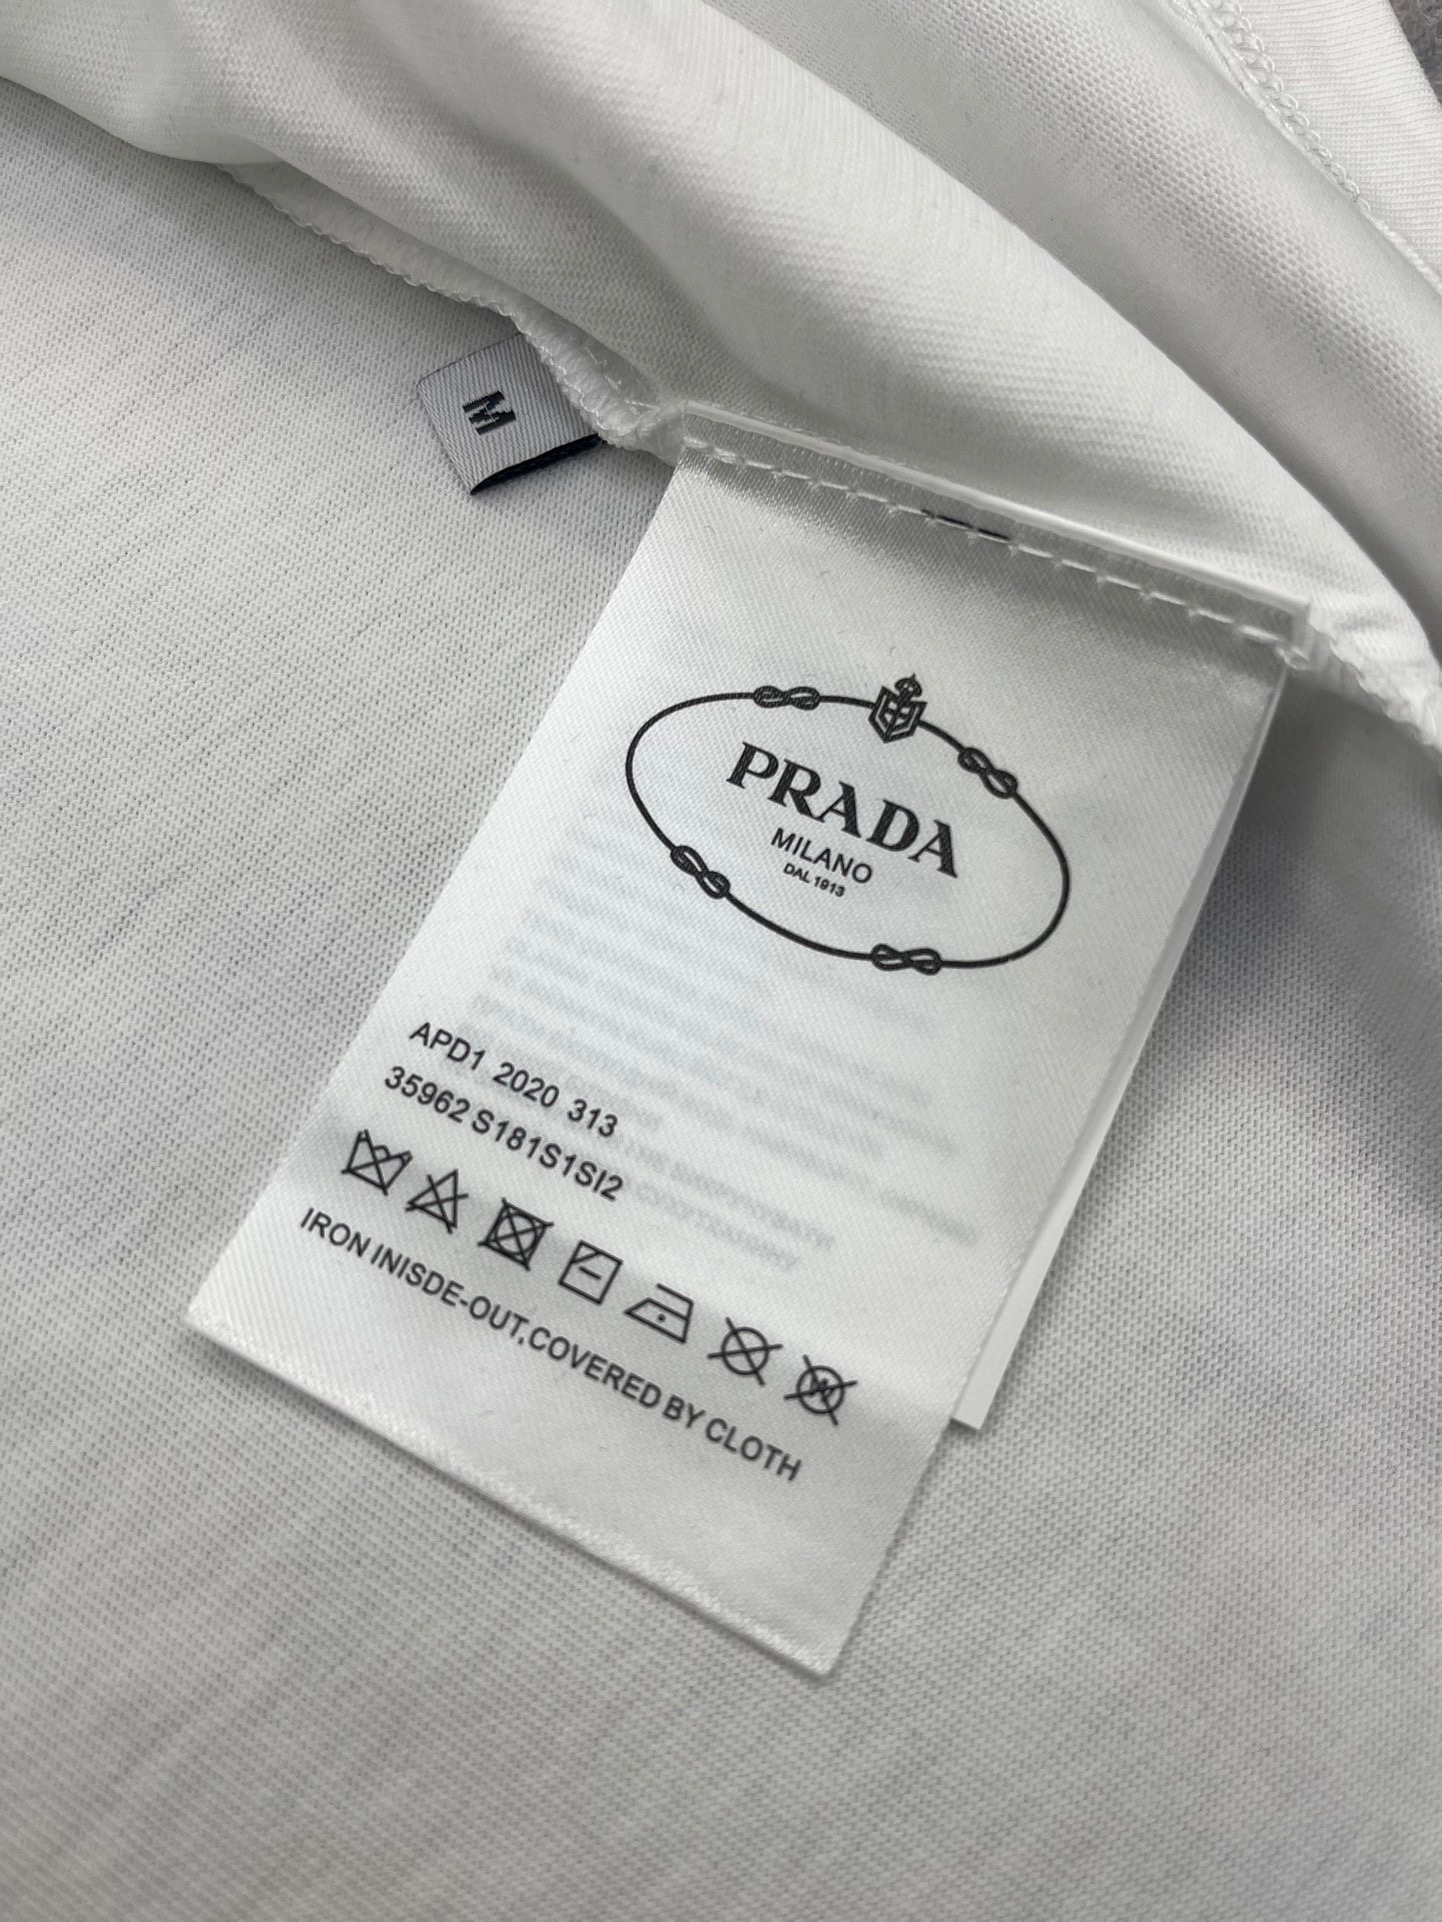 M
PRADA
MILANO
DAL 1913
APD1 2020 313
35962 S181S1SI2
W
IRON INISDE-OUT,COVERED BY CLOTH